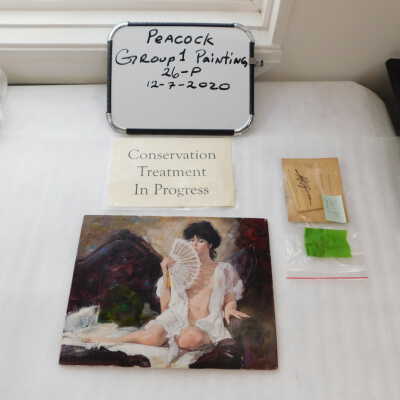 PEACOCK
GROUP 1 PAINTING
26-P
12-7-2020
Conservation
Treatment
In Progress